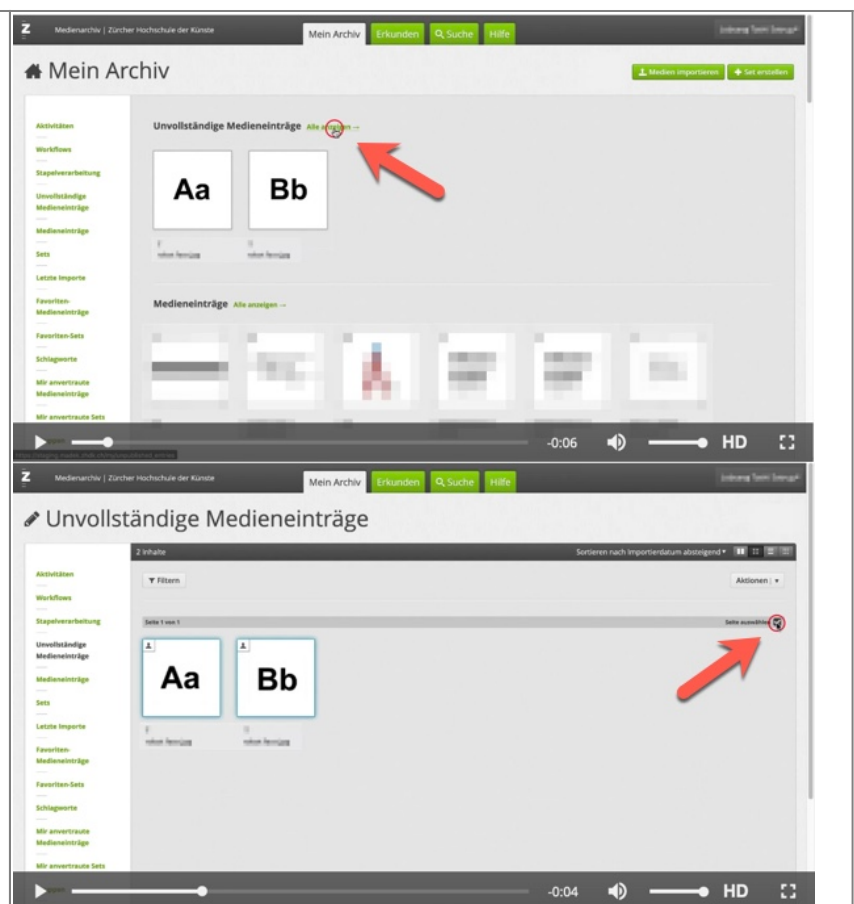 Z Medienarchiv | Zürcher Hochschule der Künste Mein Archiv Erkunden Suche Hilfe
Mein Archiv
Medien importieren Set erstellen
Aktivitäten
Workflows
Stapelverarbeitung
Unvollständige
Medieneinträge
Medieneinträge
Sets
Letzte Importe
Favoriten-
Medieneinträge
Favoriten-Sets
Schlagworte
Mir anvertraute
Medieneinträge
Mir anvertraute Sets
Unvollständige Medieneinträge Alle anzeigen →
Aa Bb
Medieneinträge Alle anzeigen →
-0:06 HD
Z Medienarchiv | Zürcher Hochschule der Künste Mein Archiv Erkunden Suche Hilfe
Unvollständige Medieneinträge
Aktivitäten
Workflows
Stapelverarbeitung
Unvollständige
Medieneinträge
Medieneinträge
Sets
Letzte Importe
Favoriten-
Medieneinträge
Favoriten-Sets
Schlagworte
Mir anvertraute
Medieneinträge
Mir anvertraute Sets
2 Inhalte Sortieren nach Importierdatum absteigend
Filtern Aktionen
Seite 1 von 1 Seite
Aa Bb
-0:04 HD